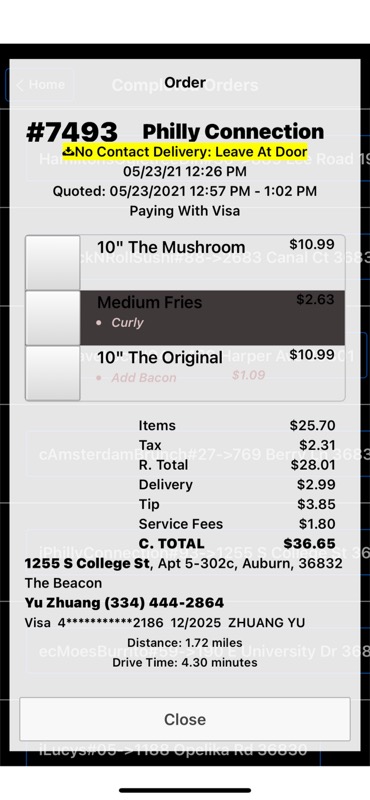 Home
Order
#7493 Philly Connection
No Contact Delivery: Leave At Door
05/23/21 12:26 PM
Quoted: 05/23/2021 12:57 PM - 1:02 PM
Paying With Visa
10" The Mushroom $10.99
Medium Fries $2.63
• Curly
10" The Original $10.99
• Add Bacon $1.09
Items $25.70
Tax $2.31
R. Total $28.01
Delivery $2.99
Tip $3.85
Service Fees $1.80
C. TOTAL $36.65
1255 S College St, Apt 5-302c, Auburn, 36832
The Beacon
Yu Zhuang (334) 444-2864
Visa 4***********2186 12/2025 ZHUANG YU
Distance: 1.72 miles
Drive Time: 4.30 minutes
Close
iLucys#05->1188 Opelika Rd 36830